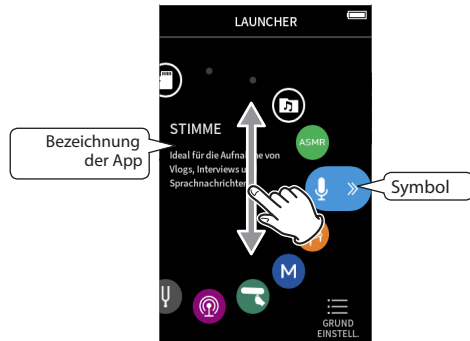 LAUNCHER
STIMME
Ideal für die Aufnahme von
Vlogs, Interviews u
Sprachnachrichten
Bezeichnung
der App
ASMR
Symbol
M
GRUND
EINSTELL.